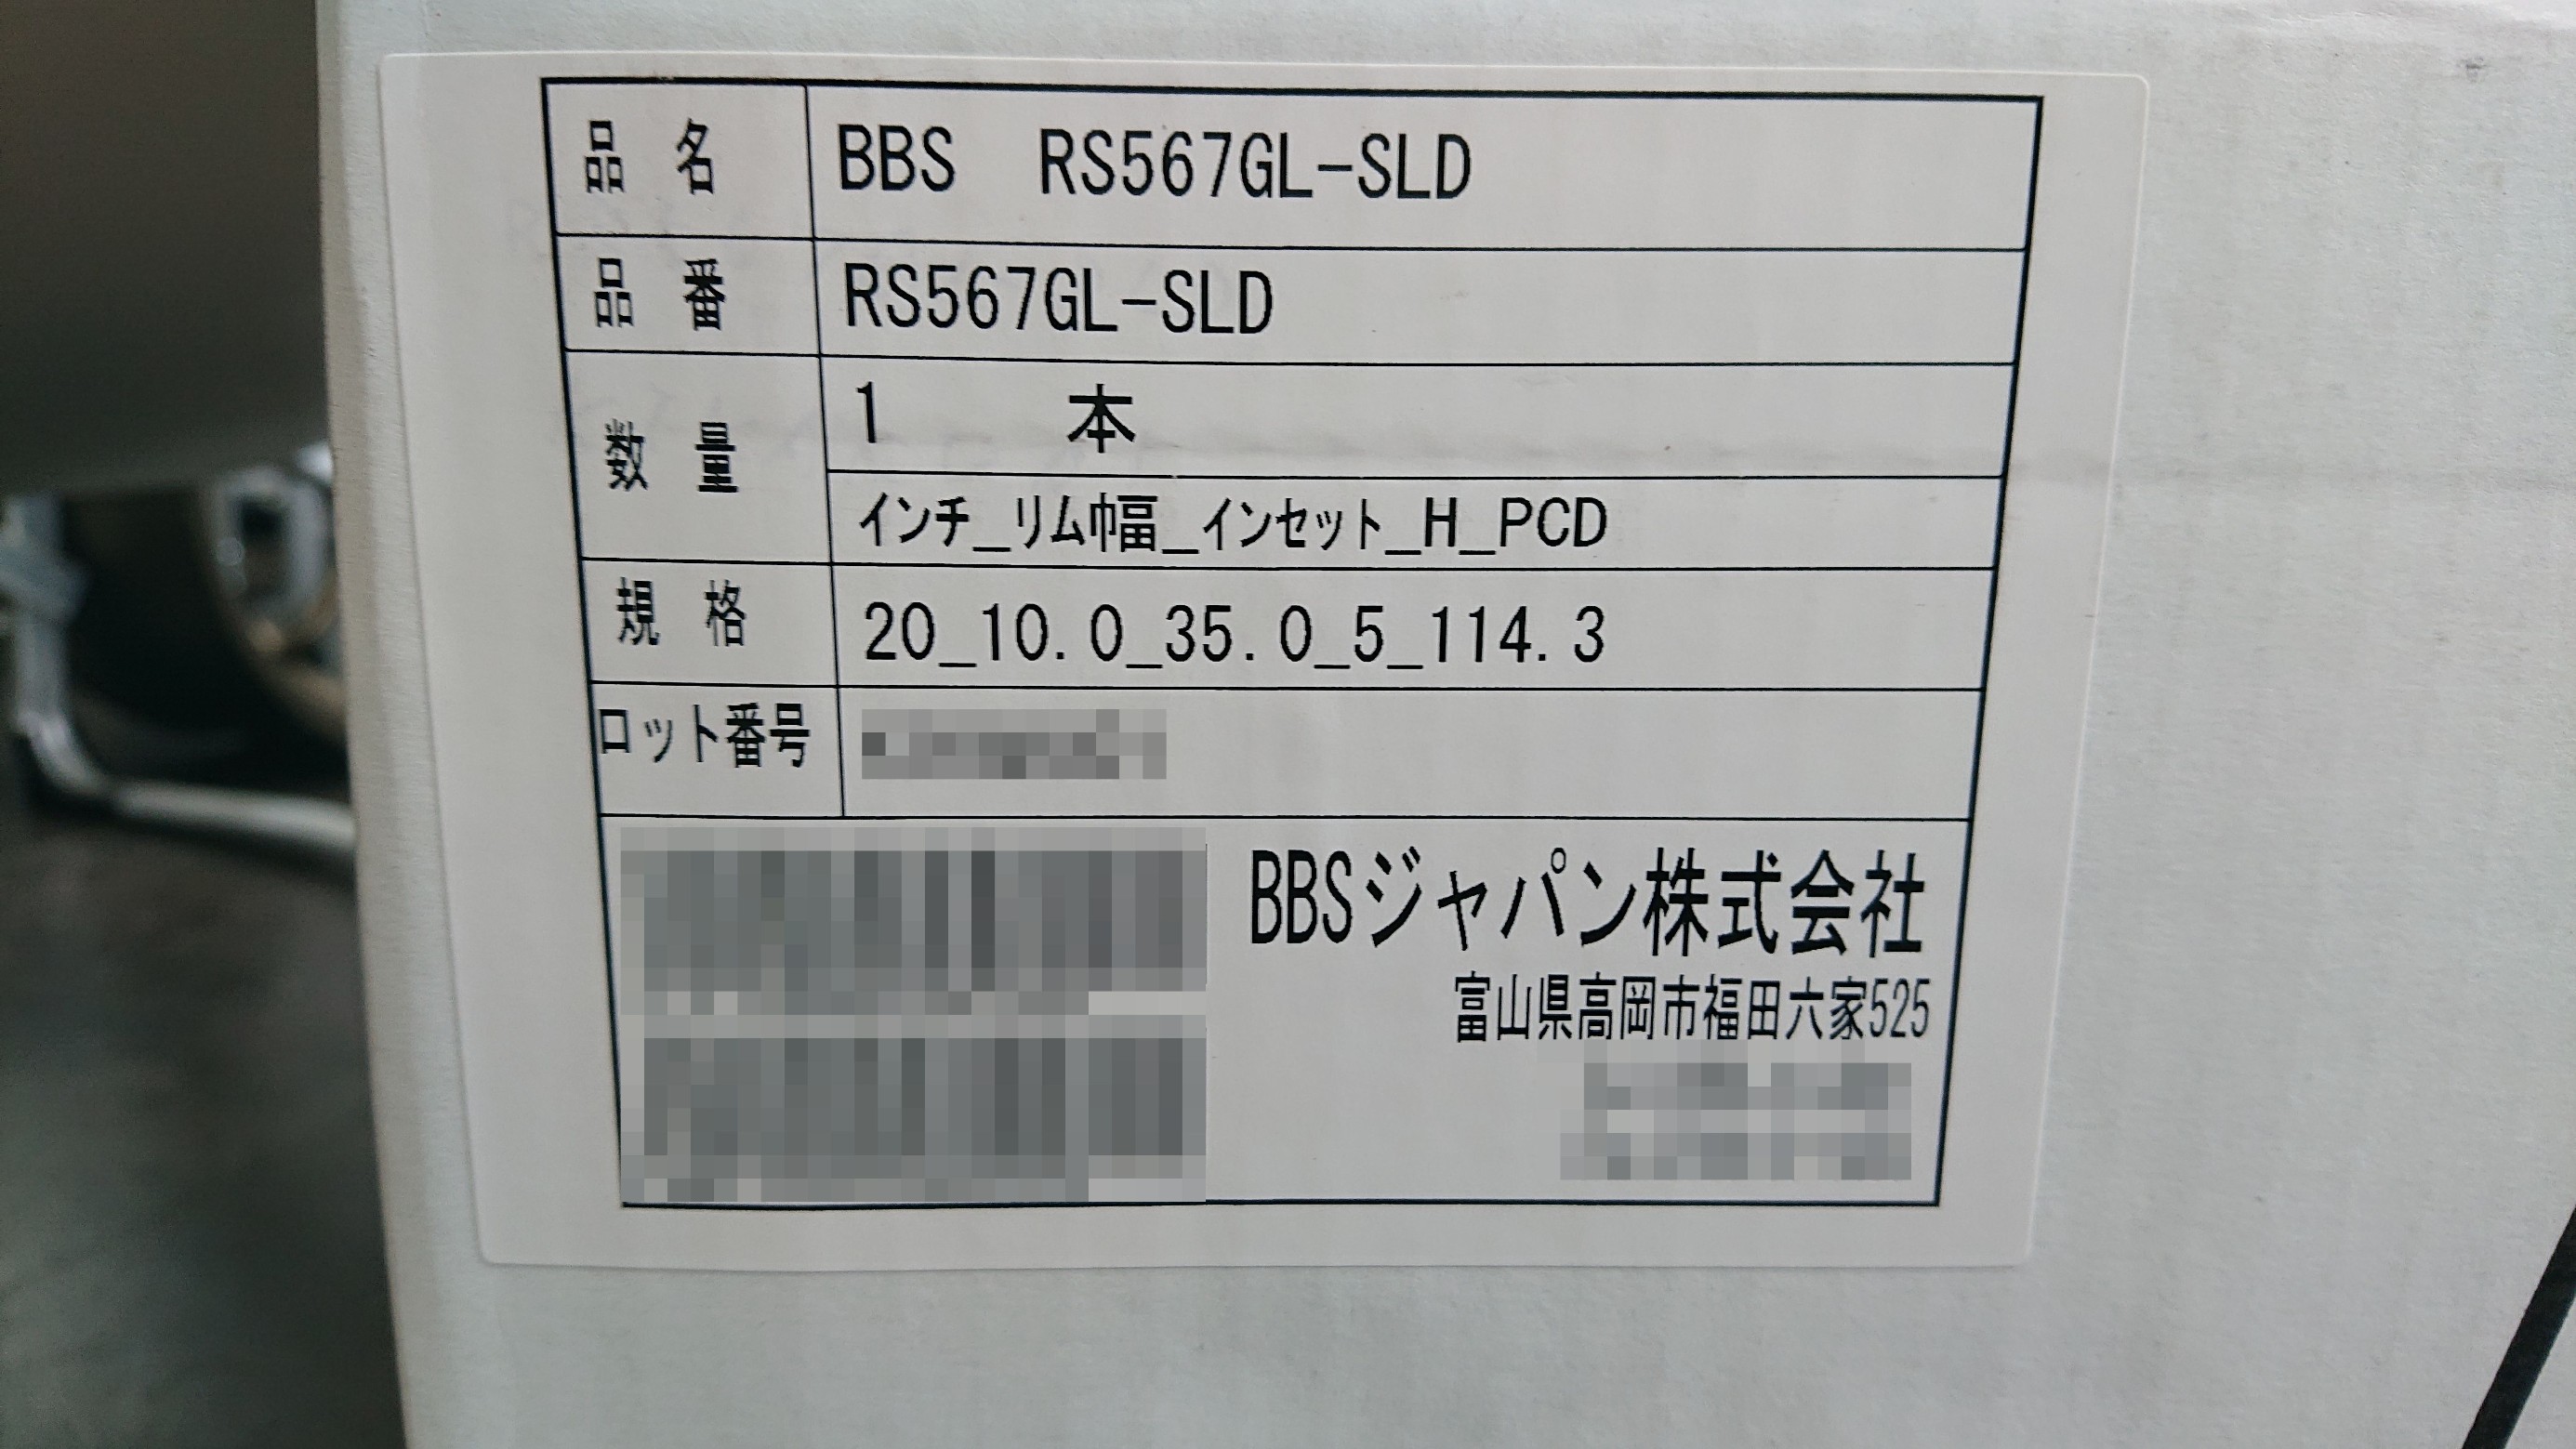 品 名 BBS RS567GL-SLD
品 番 RS567GL-SLD
数 量 1 本
インチ_リム巾畐_インセット_H_PCD
規 格 20_10.0_35.0_5_114.3
ロット番号
BBSジャパン株式会社
富山県高岡市福田六家525